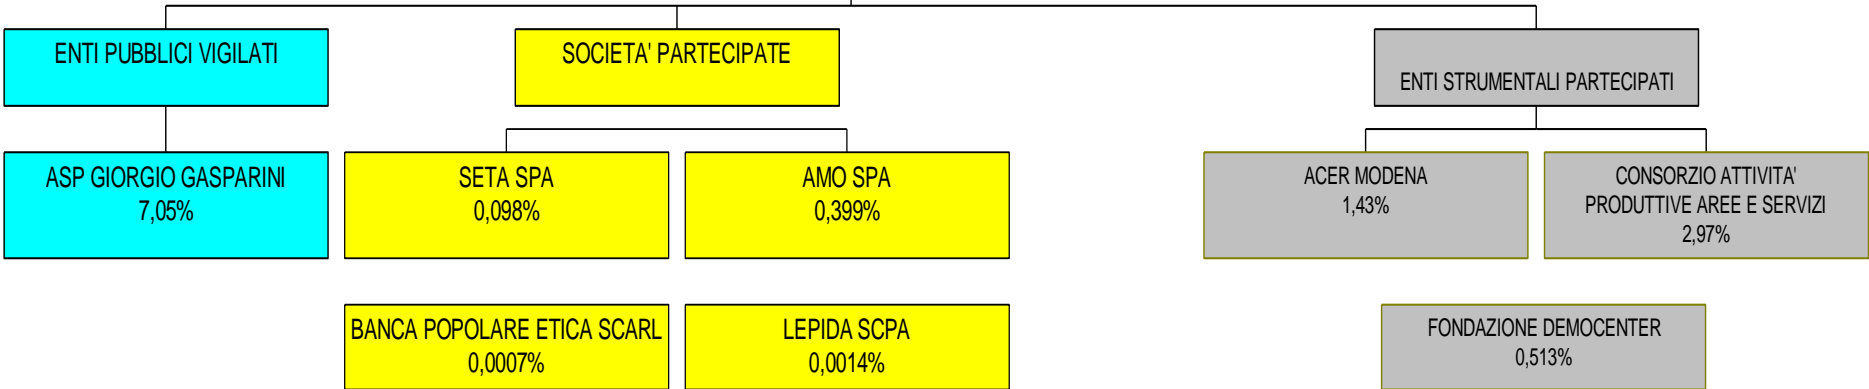 ENTI PUBBLICI VIGILATI
SOCIETA' PARTECIPATE
ENTI STRUMENTALI PARTECIPATI
ASP GIORGIO GASPARINI
7,05%
SETA SPA
0,098%
AMO SPA
0,399%
ACER MODENA
1,43%
CONSORZIO ATTIVITA'
PRODUTTIVE AREE E SERVIZI
2,97%
BANCA POPOLARE ETICA SCARL
0,0007%
LEPIDA SCPA
0,0014%
FONDAZIONE DEMOCENTER
0,513%